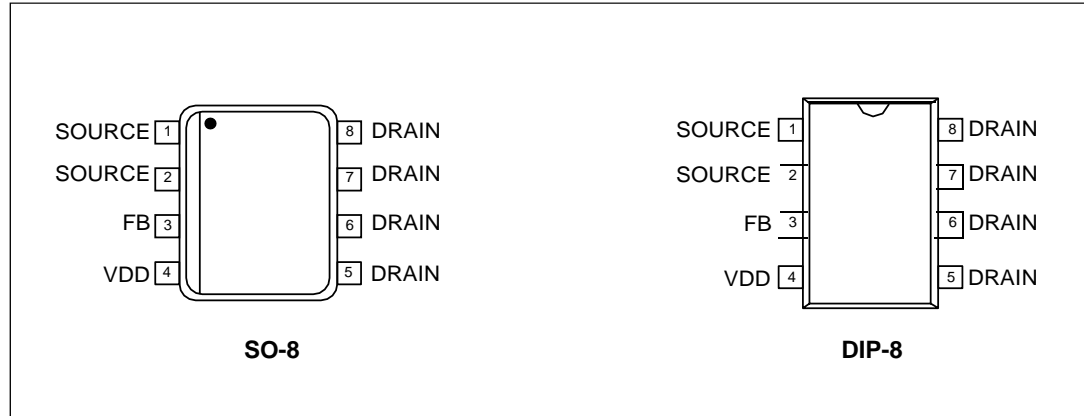 SOURCE 1 8 DRAIN
SOURCE 2 7 DRAIN
FB 3 6 DRAIN
VDD 4 5 DRAIN
SO-8
SOURCE 1 8 DRAIN
SOURCE 2 7 DRAIN
FB 3 6 DRAIN
VDD 4 5 DRAIN
DIP-8